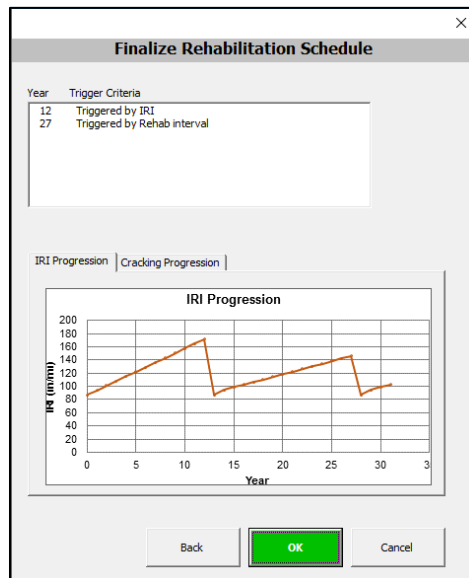 Finalize Rehabilitation Schedule
Year Trigger Criteria
12 Triggered by IRI
27 Triggered by Rehab interval
IRI Progression Cracking Progression
IRI Progression
200
180
160
140
120
100
80
60
40
20
0
IRI (in/mi)
0 5 10 15 20 25 30 3
Year
Back OK Cancel